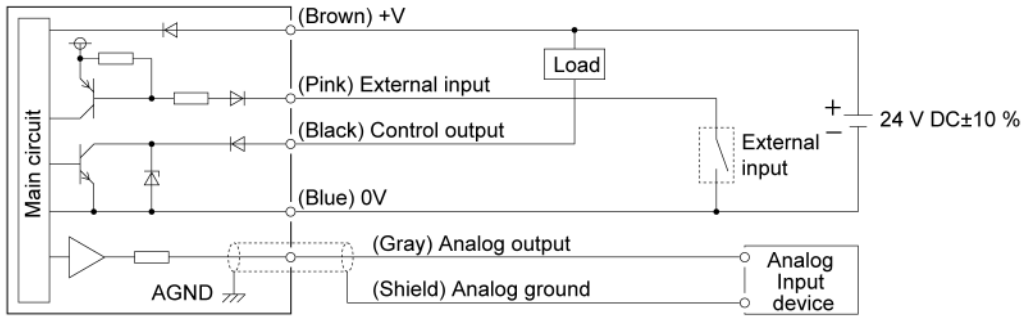 (Brown) +V
Load
(Pink) External input
(Black) Control output
+
−
24 V DC±10 %
External
input
Main circuit
(Blue) 0V
(Gray) Analog output
AGND
(Shield) Analog ground
Analog
Input
device